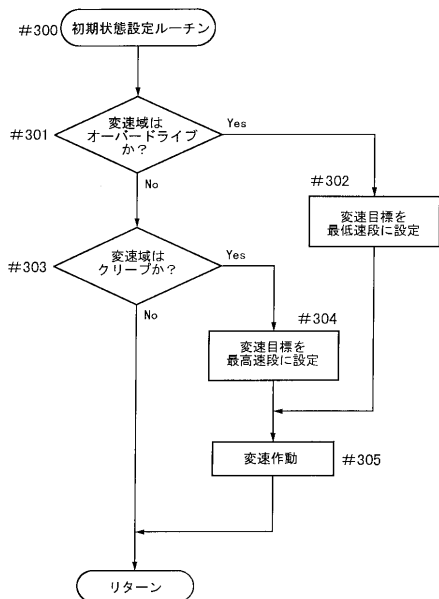 #300 初期状態設定ルーチン
#301
変速域は
オーバードライブ
か？
Yes
No
#302
変速目標を
最低速段に設定
#303
変速域は
クリープか？
Yes
No
#304
変速目標を
最高速段に設定
変速作動
#305
リターン